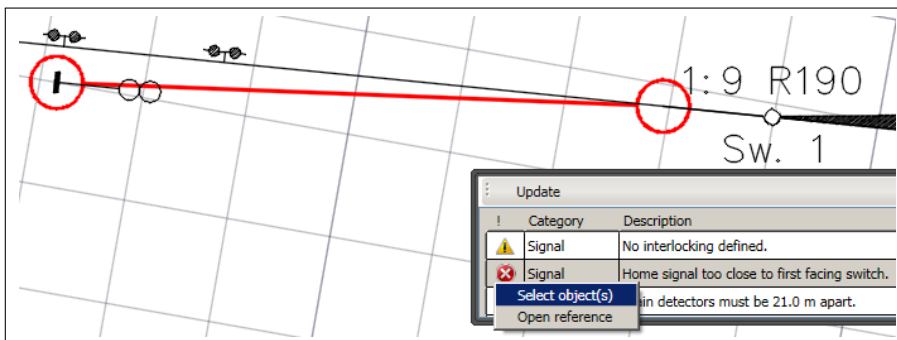 1:9 R190
Sw. 1
Update
! Category Description
Signal No interlocking defined.
Signal Home signal too close to first facing switch.
Select object(s) ain detectors must be 21.0 m apart.
Open reference